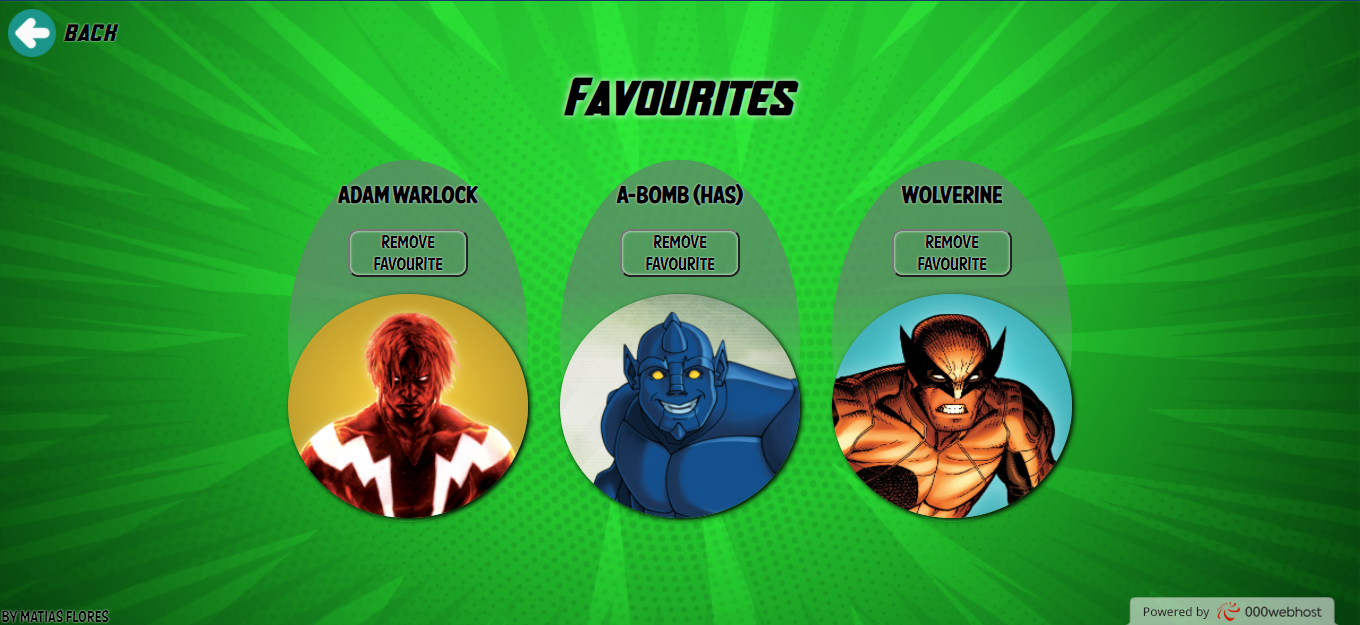 BACK
FAVOURITES
ADAM WARLOCK
A-BOMB (HAS)
WOLVERINE
REMOVE
FAVOURITE
REMOVE
FAVOURITE
REMOVE
FAVOURITE
BY MATIAS FLORES
Powered by 000webhost